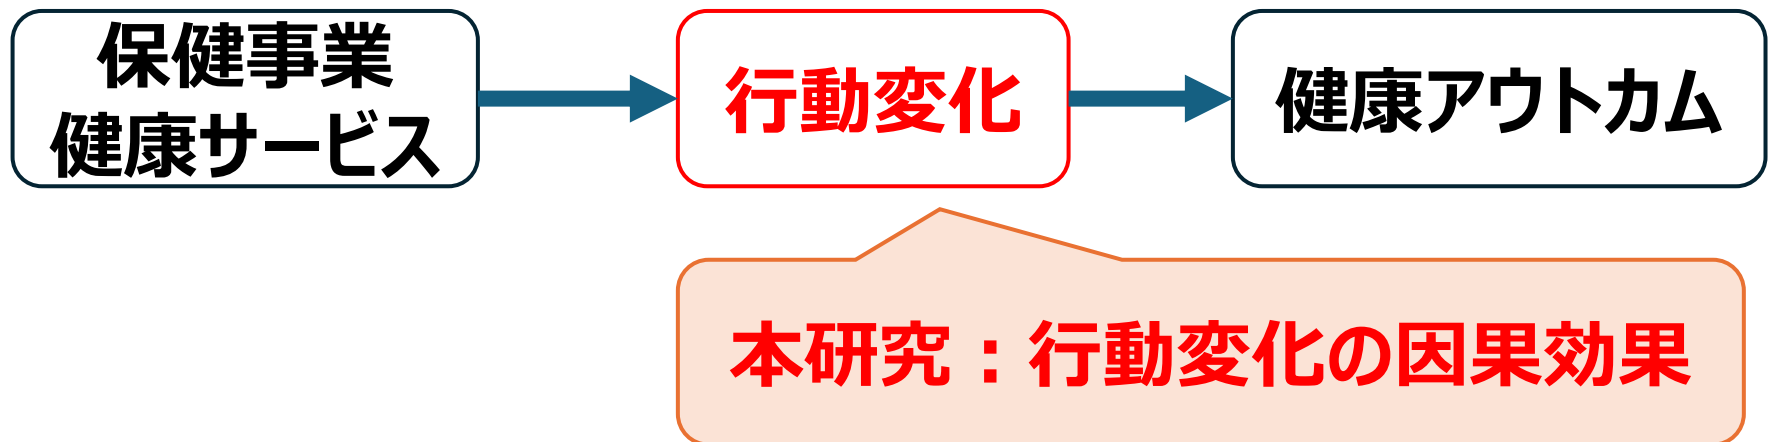 保健事業
健康サービス
行動変化
健康アウトカム
本研究：行動変化の因果効果